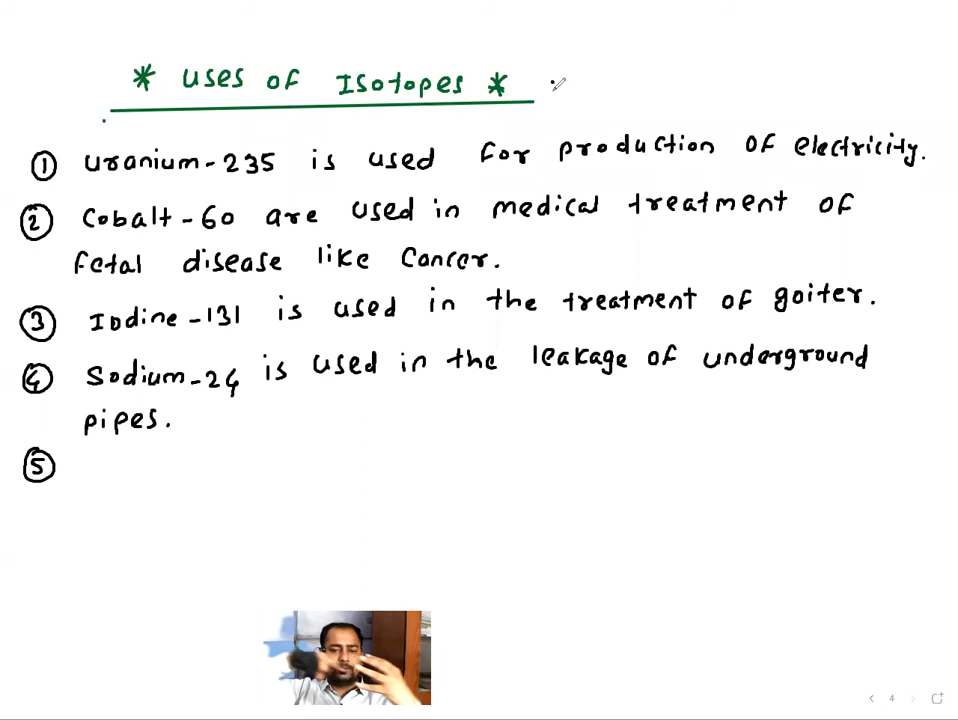 * Uses of Isotopes *
① Uranium-235 is used for production of electricity.
② Cobalt-60 are used in medical treatment of
fetal disease like Cancer.
③ Iodine-131 is used in the treatment of goiter.
④ Sodium-24 is used in the leakage of underground
pipes.
⑤
4